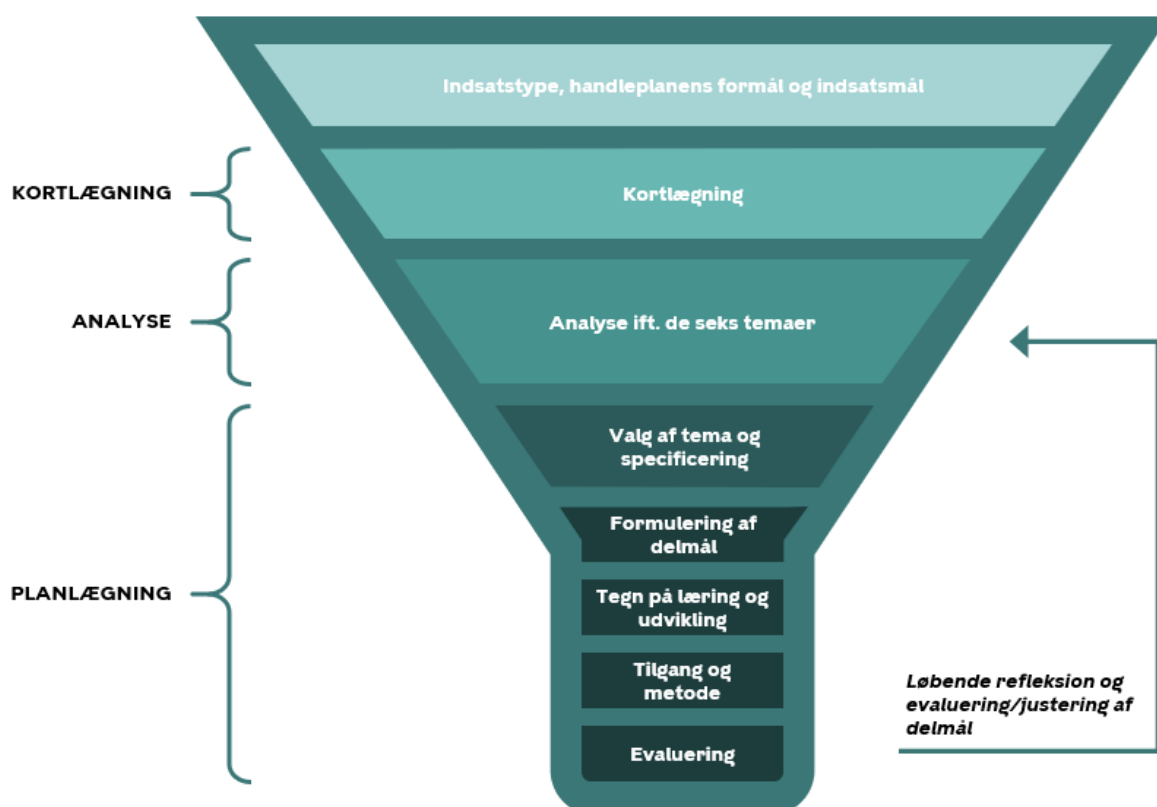 Indsatstype, handleplanens formål og indsatsmål
KORTLÆGNING
Kortlægning
ANALYSE
Analyse ift. de seks temaer
Valg af tema og
specificering
Formulering af
delmål
PLANLÆGNING
Tegn på læring og
udvikling
Tilgang og
metode
Evaluering
Løbende refleksion og
evaluering/justering af
delmål